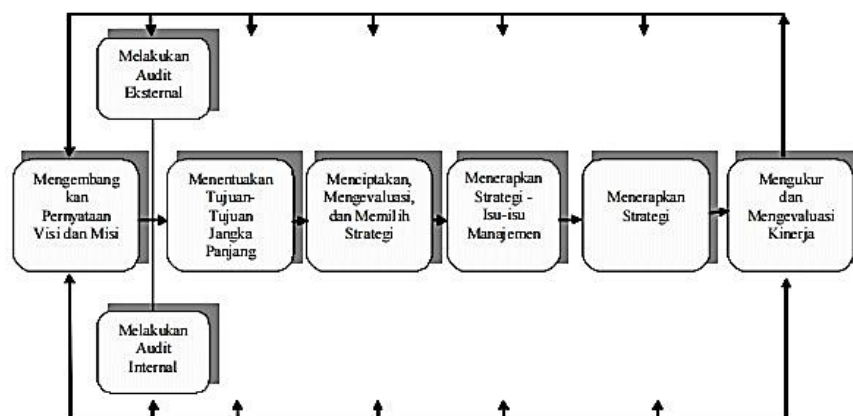 Melakukan
Audit
Eksternal
Mengembang
kan
Pernyataan
Visi dan Misi
Menentuakan
Tujuan-
Tujuan
Jangka
Panjang
Menciptakan,
Mengevaluasi,
dan Memilih
Strategi
Menerapkan
Strategi -
Isu-isu
Manajemen
Menerapkan
Strategi
Mengukur
dan
Mengevaluasi
Kinerja
Melakukan
Audit
Internal